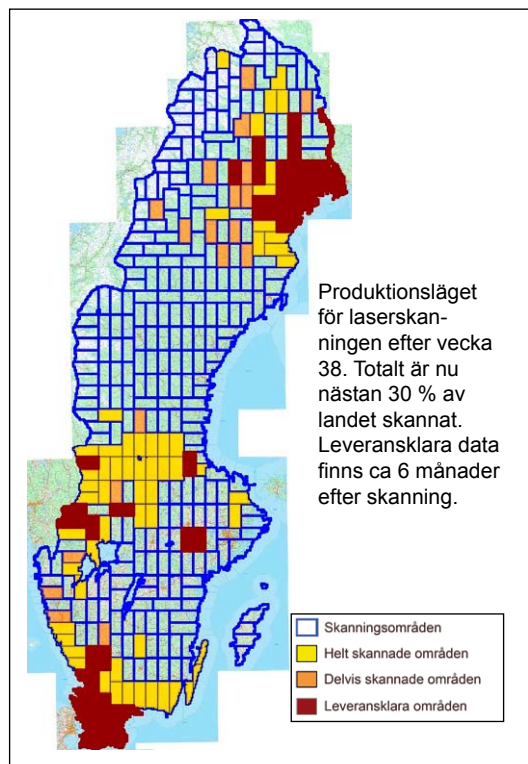 Produktionsläget
för laserskan-
ningen efter vecka
38. Totalt är nu
nästan 30 % av
landet skannat.
Leveransklara data
finns ca 6 månader
efter skanning.
Skanningsområden
Helt skannade områden
Delvis skannade områden
Leveransklara områden